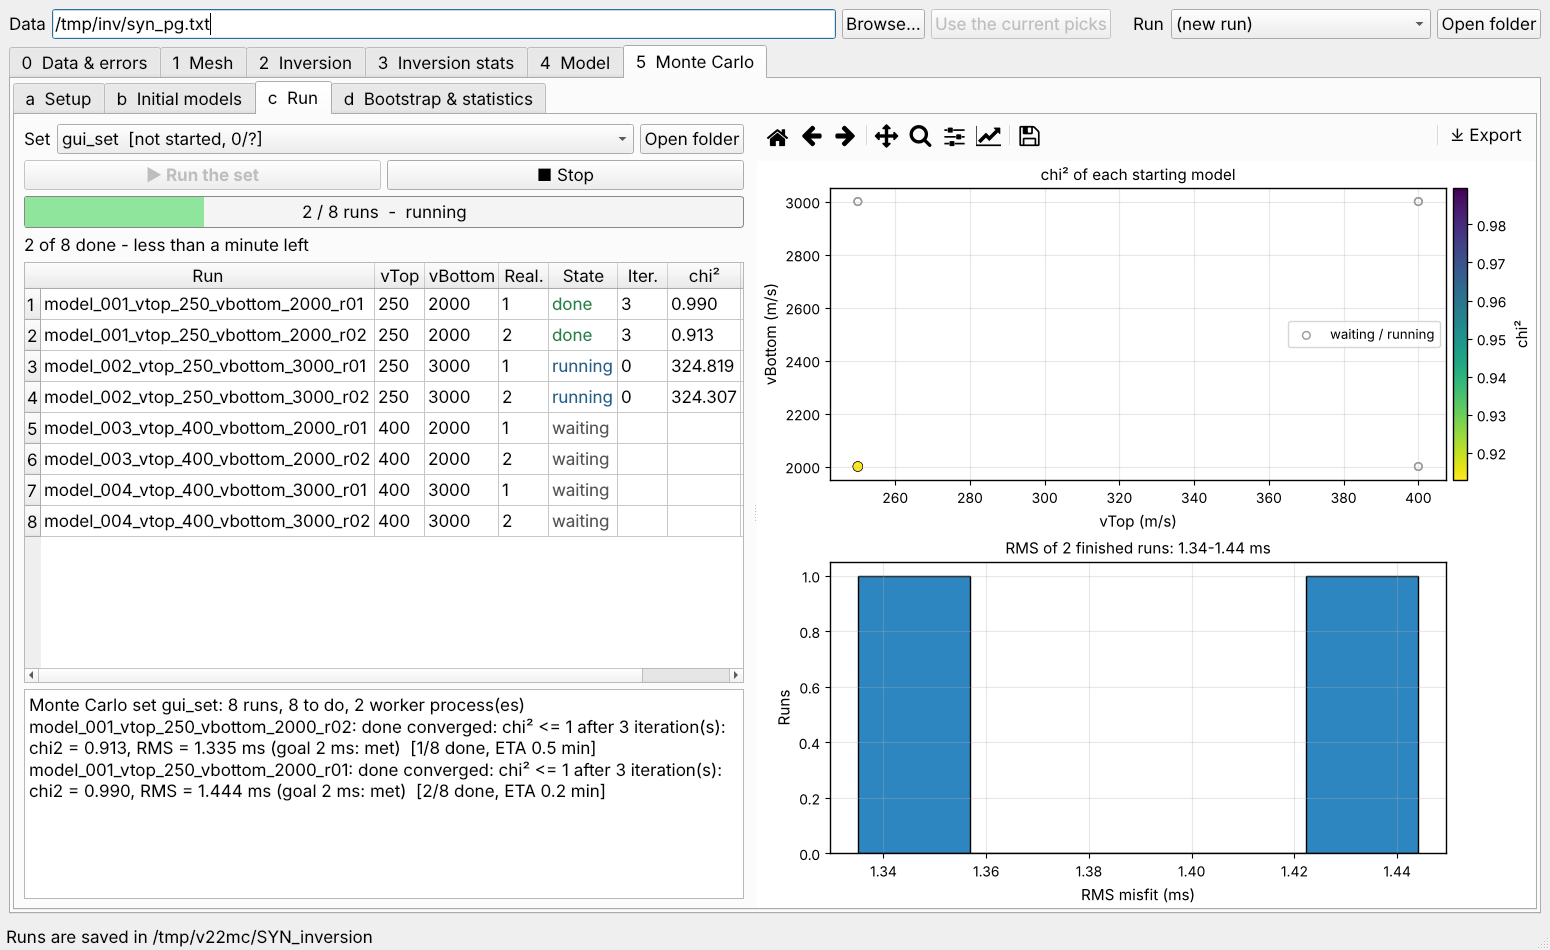 Data /tmp/inv/syn_pg.txt Browse... Use the current picks Run (new run) Open folder
0 Data & errors 1 Mesh 2 Inversion 3 Inversion stats 4 Model 5 Monte Carlo
a Setup b Initial models c Run d Bootstrap & statistics
Set gui_set [not started, 0/?] Open folder
▶ Run the set ■ Stop
2 / 8 runs - running
2 of 8 done - less than a minute left
Run vTop vBottom Real. State Iter. chi²
1 model_001_vtop_250_vbottom_2000_r01 250 2000 1 done 3 0.990
2 model_001_vtop_250_vbottom_2000_r02 250 2000 2 done 3 0.913
3 model_002_vtop_250_vbottom_3000_r01 250 3000 1 running 0 324.819
4 model_002_vtop_250_vbottom_3000_r02 250 3000 2 running 0 324.307
5 model_003_vtop_400_vbottom_2000_r01 400 2000 1 waiting
6 model_003_vtop_400_vbottom_2000_r02 400 2000 2 waiting
7 model_004_vtop_400_vbottom_3000_r01 400 3000 1 waiting
8 model_004_vtop_400_vbottom_3000_r02 400 3000 2 waiting
Monte Carlo set gui_set: 8 runs, 8 to do, 2 worker process(es)
model_001_vtop_250_vbottom_2000_r02: done converged: chi² <= 1 after 3 iteration(s):
chi2 = 0.913, RMS = 1.335 ms (goal 2 ms: met) [1/8 done, ETA 0.5 min]
model_001_vtop_250_vbottom_2000_r01: done converged: chi² <= 1 after 3 iteration(s):
chi2 = 0.990, RMS = 1.444 ms (goal 2 ms: met) [2/8 done, ETA 0.2 min]
Export
chi² of each starting model
vBottom (m/s)
3000
2800
2600
2400
2200
2000
waiting / running
260 280 300 320 340 360 380 400
vTop (m/s)
0.98
0.97
0.96
0.95
0.94
0.93
0.92
chi²
RMS of 2 finished runs: 1.34-1.44 ms
Runs
1.0
0.8
0.6
0.4
0.2
0.0
1.34 1.36 1.38 1.40 1.42 1.44
RMS misfit (ms)
Runs are saved in /tmp/v22mc/SYN_inversion